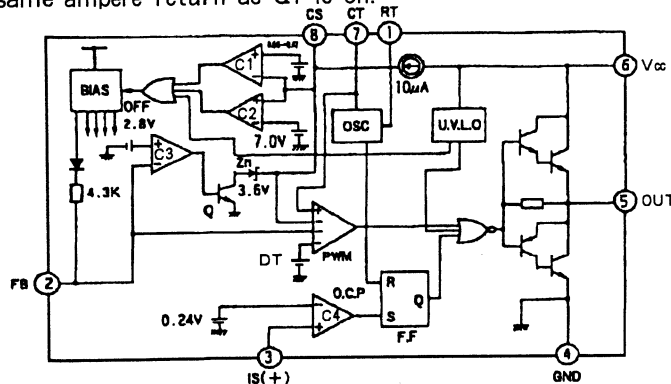 same ampere return as Q1 is on.
CS CT RT
8 7 1
C1
10μA
6 Vcc
BIAS
OFF
C2
OSC
U.V.L.O
2.8V
7.0V
C3
Zn
3.6V
4.3K
Q
5 OUT
DT
PWM
FB 2
R
Q
S
F.F
O.C.P
0.24V
C4
3
IS(+)
4
GND